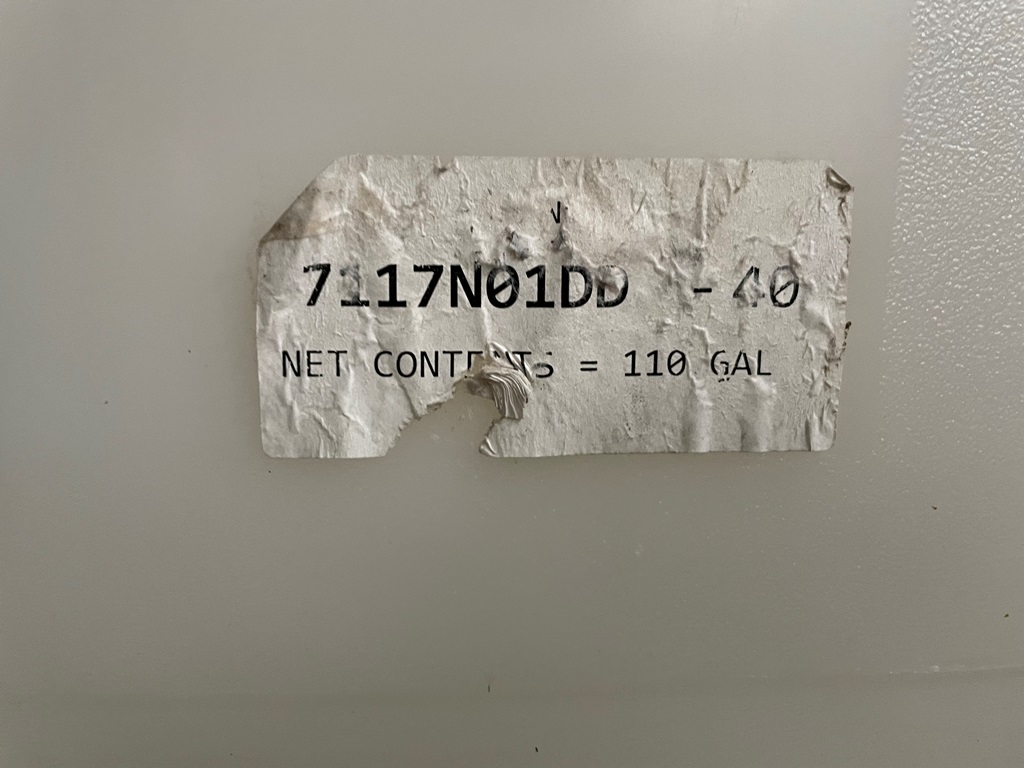 7117N01DD - 40
NET CONTENTS = 110 GAL